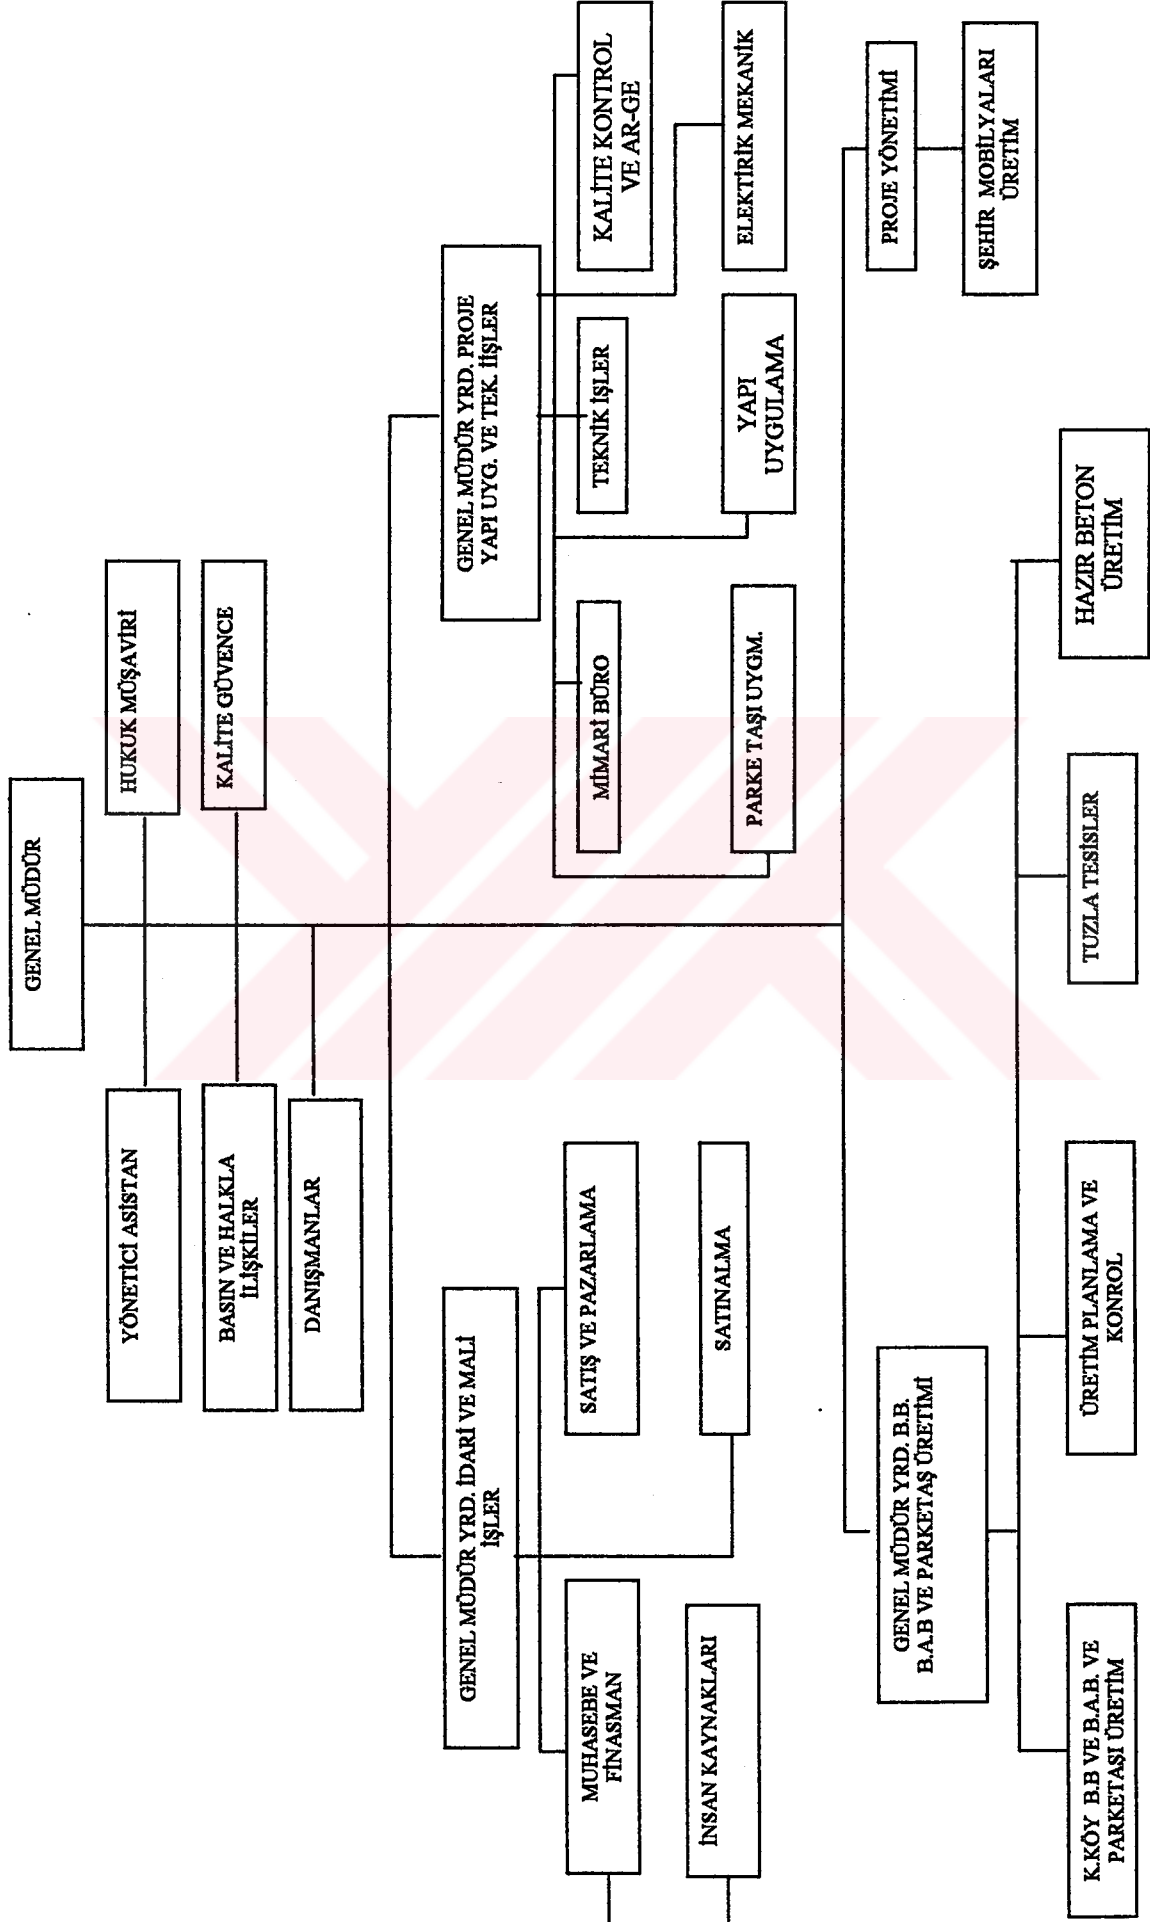 GENEL MÜDÜR
YÖNETİCİ ASİSTAN
HUKUK MÜŞAVİRİ
BASIN VE HALKLA
İLİŞKİLER
KALİTE GÜVENCE
DANIŞMANLAR
GENEL MÜDÜR YRD. İDARİ VE MALİ
İŞLER
GENEL MÜDÜR YRD. PROJE
YAPI UYG. VE TEK. İİŞLER
MUHASEBE VE
FİNASMAN
SATIŞ VE PAZARLAMA
MİMARİ BÜRO
TEKNİK İŞLER
KALİTE KONTROL
VE AR-GE
İNSAN KAYNAKLARI
SATINALMA
PARKE TAŞI UYGM.
YAPI
UYGULAMA
ELEKTİRİK MEKANİK
GENEL MÜDÜR YRD. B.B.
B.A.B VE PARKETAŞ ÜRETİMİ
PROJE YÖNETİMİ
ŞEHİR MOBİLYALARI
ÜRETİM
K.KÖY B.B VE B.A.B. VE
PARKETAŞI ÜRETİM
ÜRETİM PLANLAMA VE
KONROL
TUZLA TESİSLER
HAZIR BETON
ÜRETİM